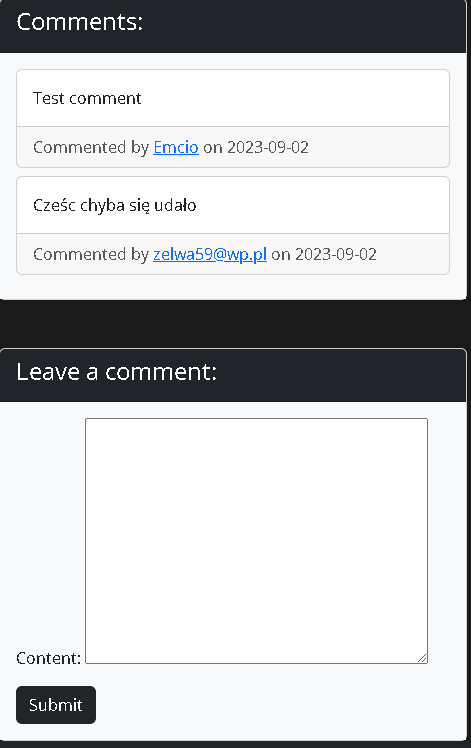 Comments:
Test comment
Commented by Emcio on 2023-09-02
Cześc chyba się udało
Commented by zelwa59@wp.pl on 2023-09-02
Leave a comment:
Content:
Submit